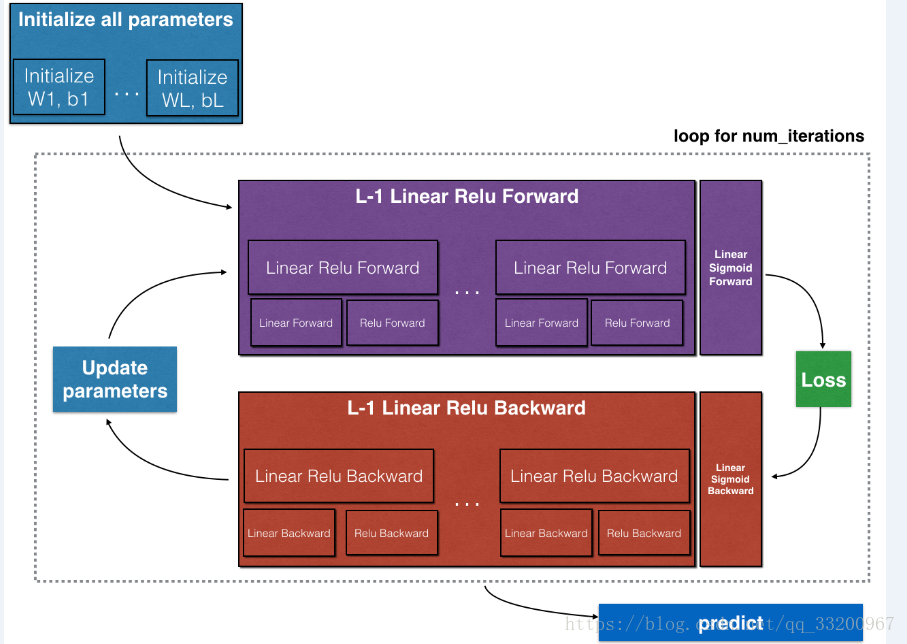 Initialize all parameters
Initialize
W1, b1
. . .
Initialize
WL, bL
loop for num_iterations
L-1 Linear Relu Forward
Linear Relu Forward
. . .
Linear Relu Forward
Linear Forward
Relu Forward
Linear Forward
Relu Forward
Linear
Sigmoid
Forward
Update
parameters
Loss
L-1 Linear Relu Backward
Linear Relu Backward
. . .
Linear Relu Backward
Linear Backward
Relu Backward
Linear Backward
Relu Backward
Linear
Sigmoid
Backward
predict
https://blog.csdn.net/qq_33200967